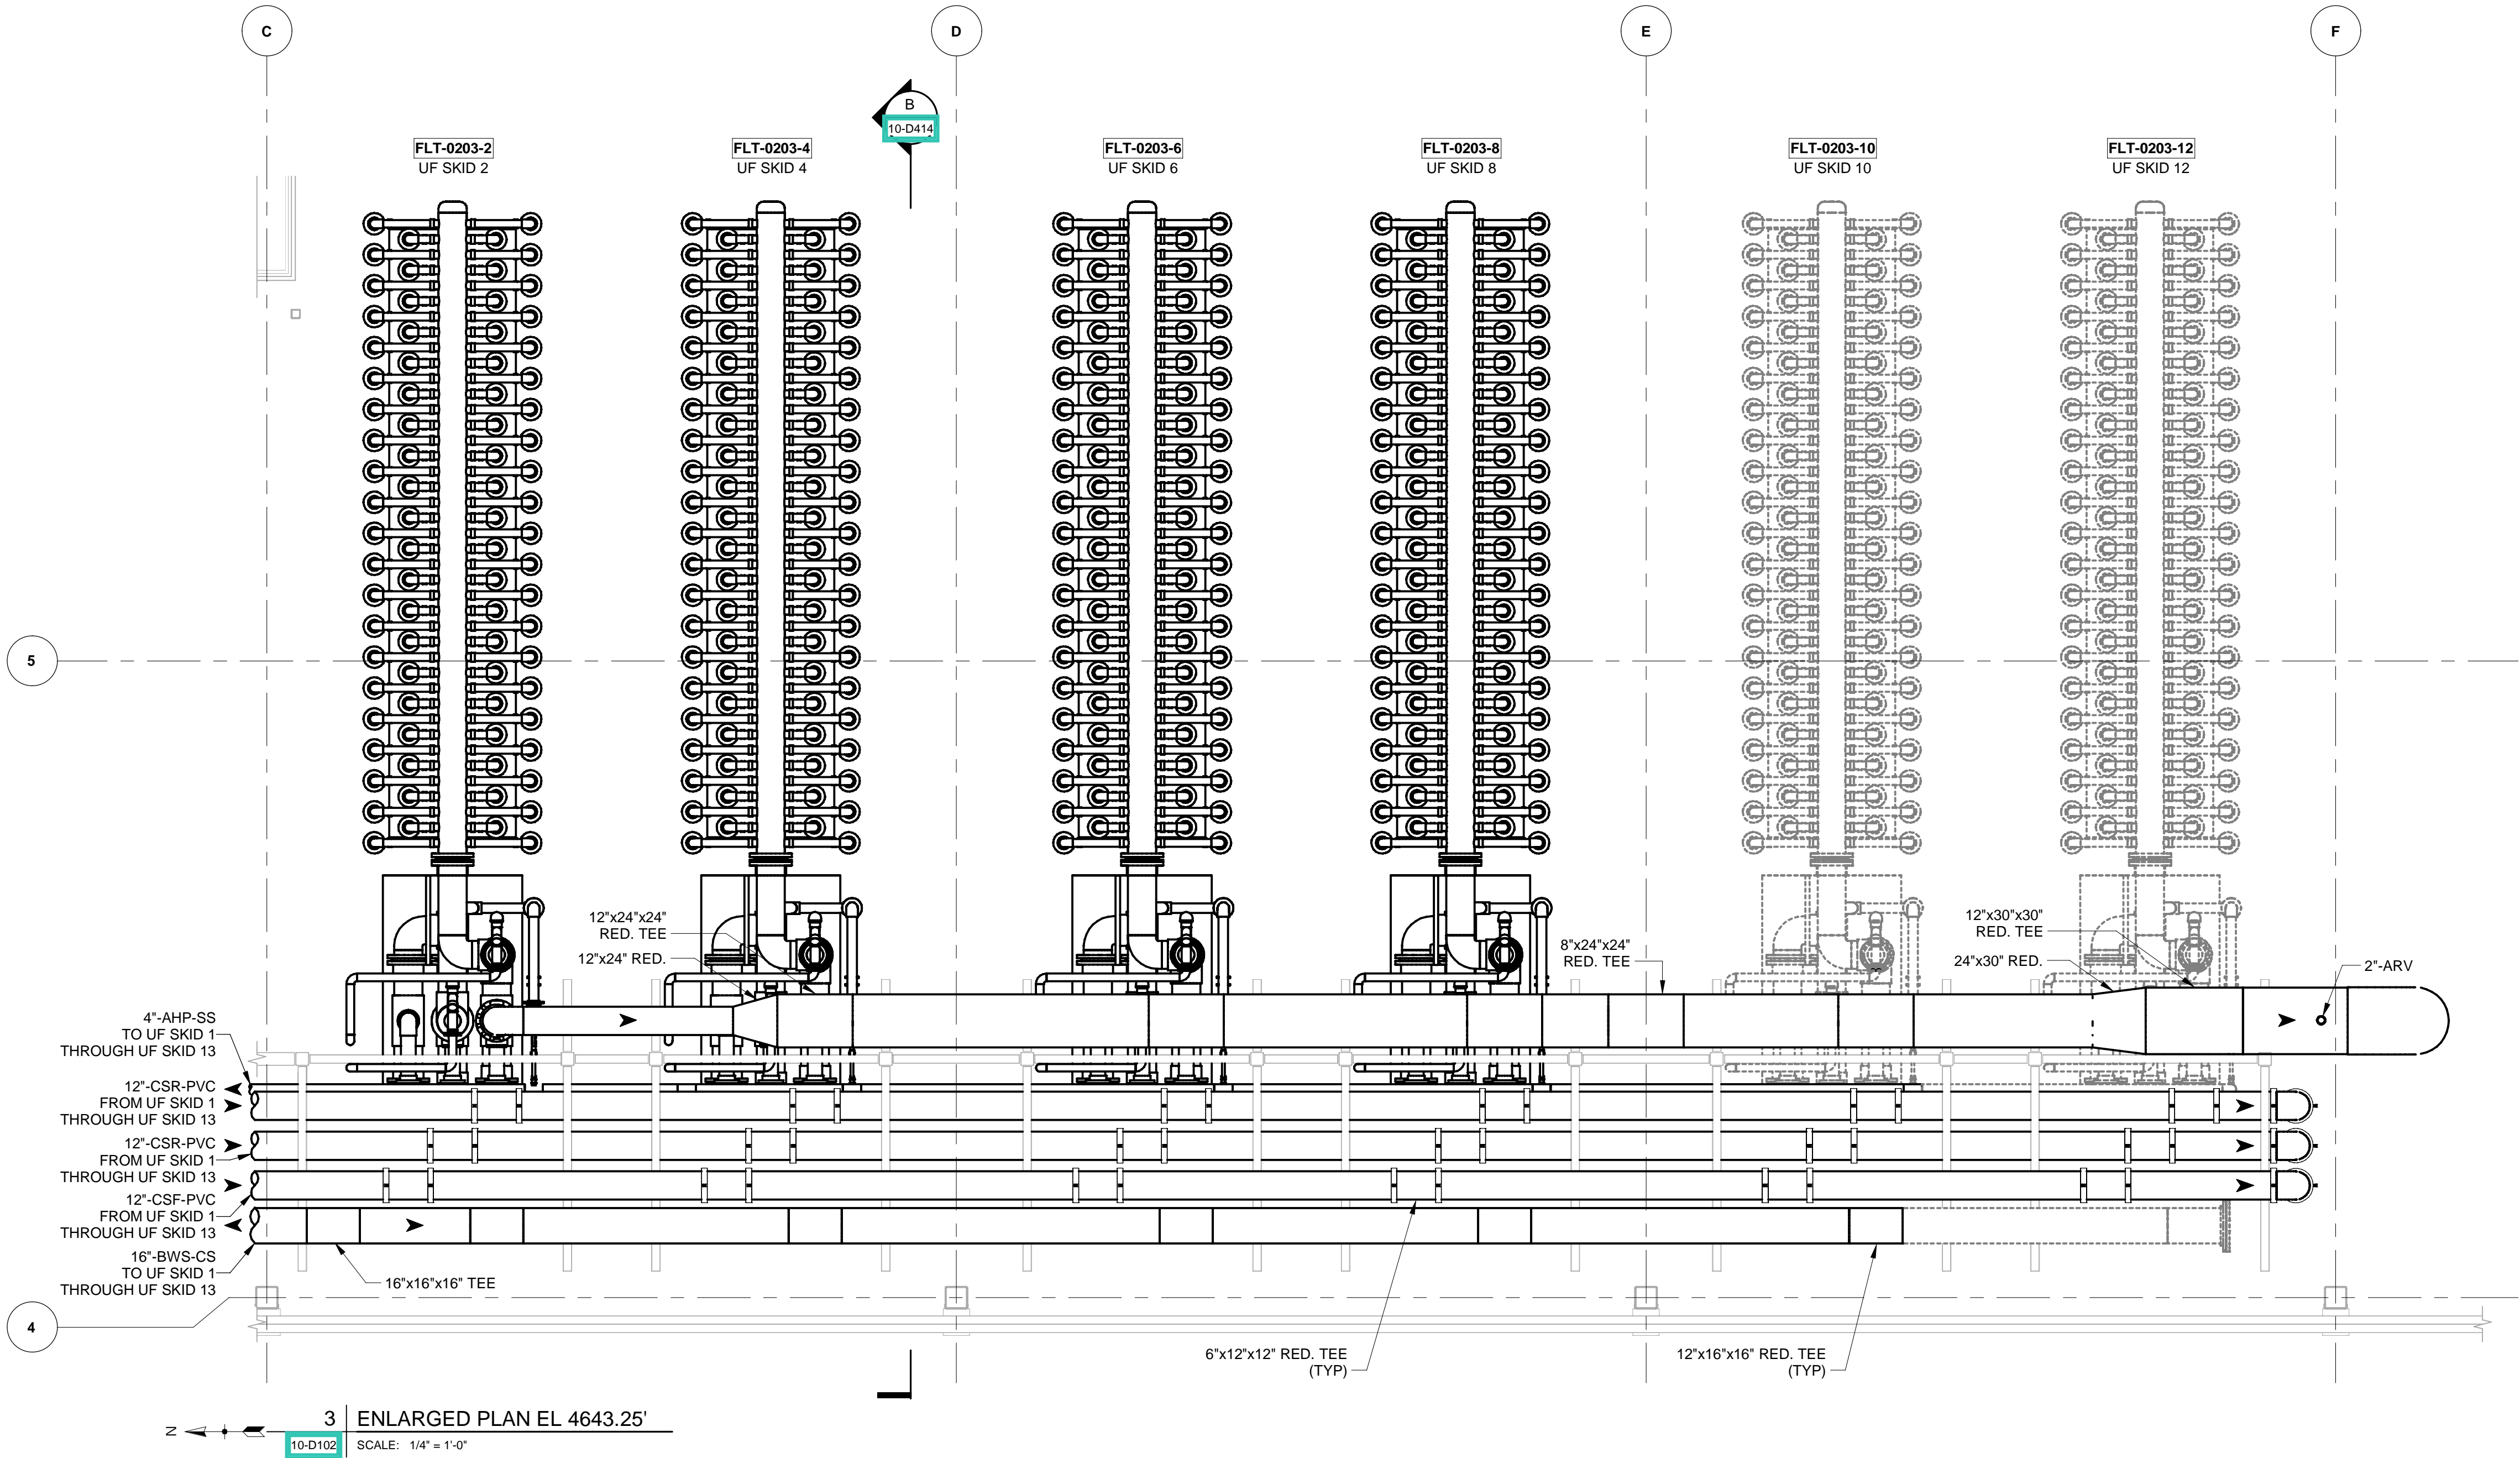 C
D
E
F
B
10-D414
FLT-0203-2
UF SKID 2
FLT-0203-4
UF SKID 4
FLT-0203-6
UF SKID 6
FLT-0203-8
UF SKID 8
FLT-0203-10
UF SKID 10
FLT-0203-12
UF SKID 12
5
12"x24"x24"
RED. TEE
12"x24" RED.
8"x24"x24"
RED. TEE
12"x30"x30"
RED. TEE
24"x30" RED.
2"-ARV
4"-AHP-SS
TO UF SKID 1
THROUGH UF SKID 13
12"-CSR-PVC
FROM UF SKID 1
THROUGH UF SKID 13
12"-CSR-PVC
FROM UF SKID 1
THROUGH UF SKID 13
12"-CSF-PVC
FROM UF SKID 1
THROUGH UF SKID 13
16"-BWS-CS
TO UF SKID 1
THROUGH UF SKID 13
16"x16"x16" TEE
4
6"x12"x12" RED. TEE
(TYP)
12"x16"x16" RED. TEE
(TYP)
N
3
ENLARGED PLAN EL 4643.25'
10-D102
SCALE: 1/4" = 1'-0"